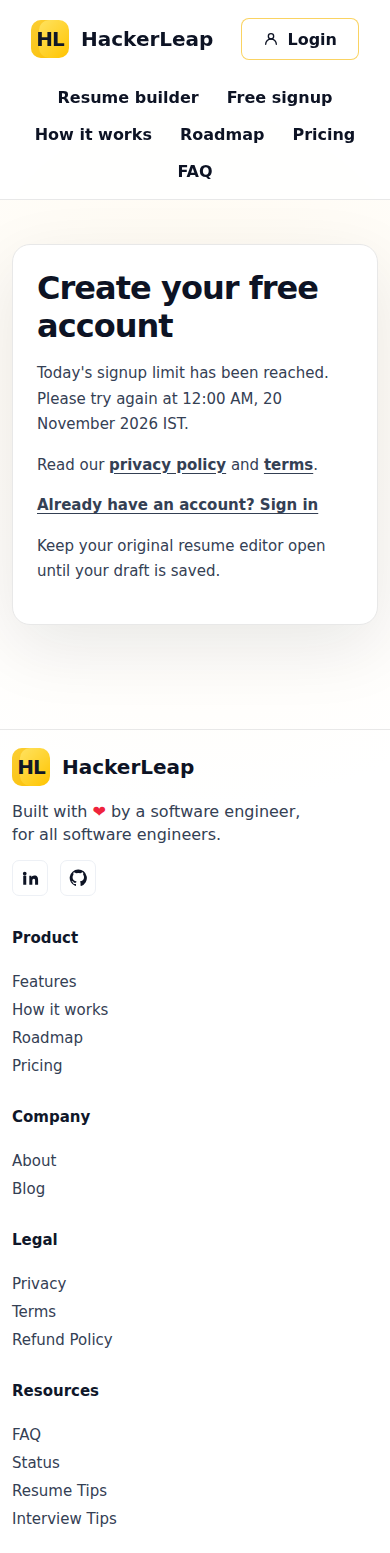 HL HackerLeap Login
Resume builder Free signup
How it works Roadmap Pricing
FAQ
Create your free
account
Today's signup limit has been reached.
Please try again at 12:00 AM, 20
November 2026 IST.
Read our privacy policy and terms.
Already have an account? Sign in
Keep your original resume editor open
until your draft is saved.
HL HackerLeap
Built with ❤ by a software engineer,
for all software engineers.
Product
Features
How it works
Roadmap
Pricing
Company
About
Blog
Legal
Privacy
Terms
Refund Policy
Resources
FAQ
Status
Resume Tips
Interview Tips